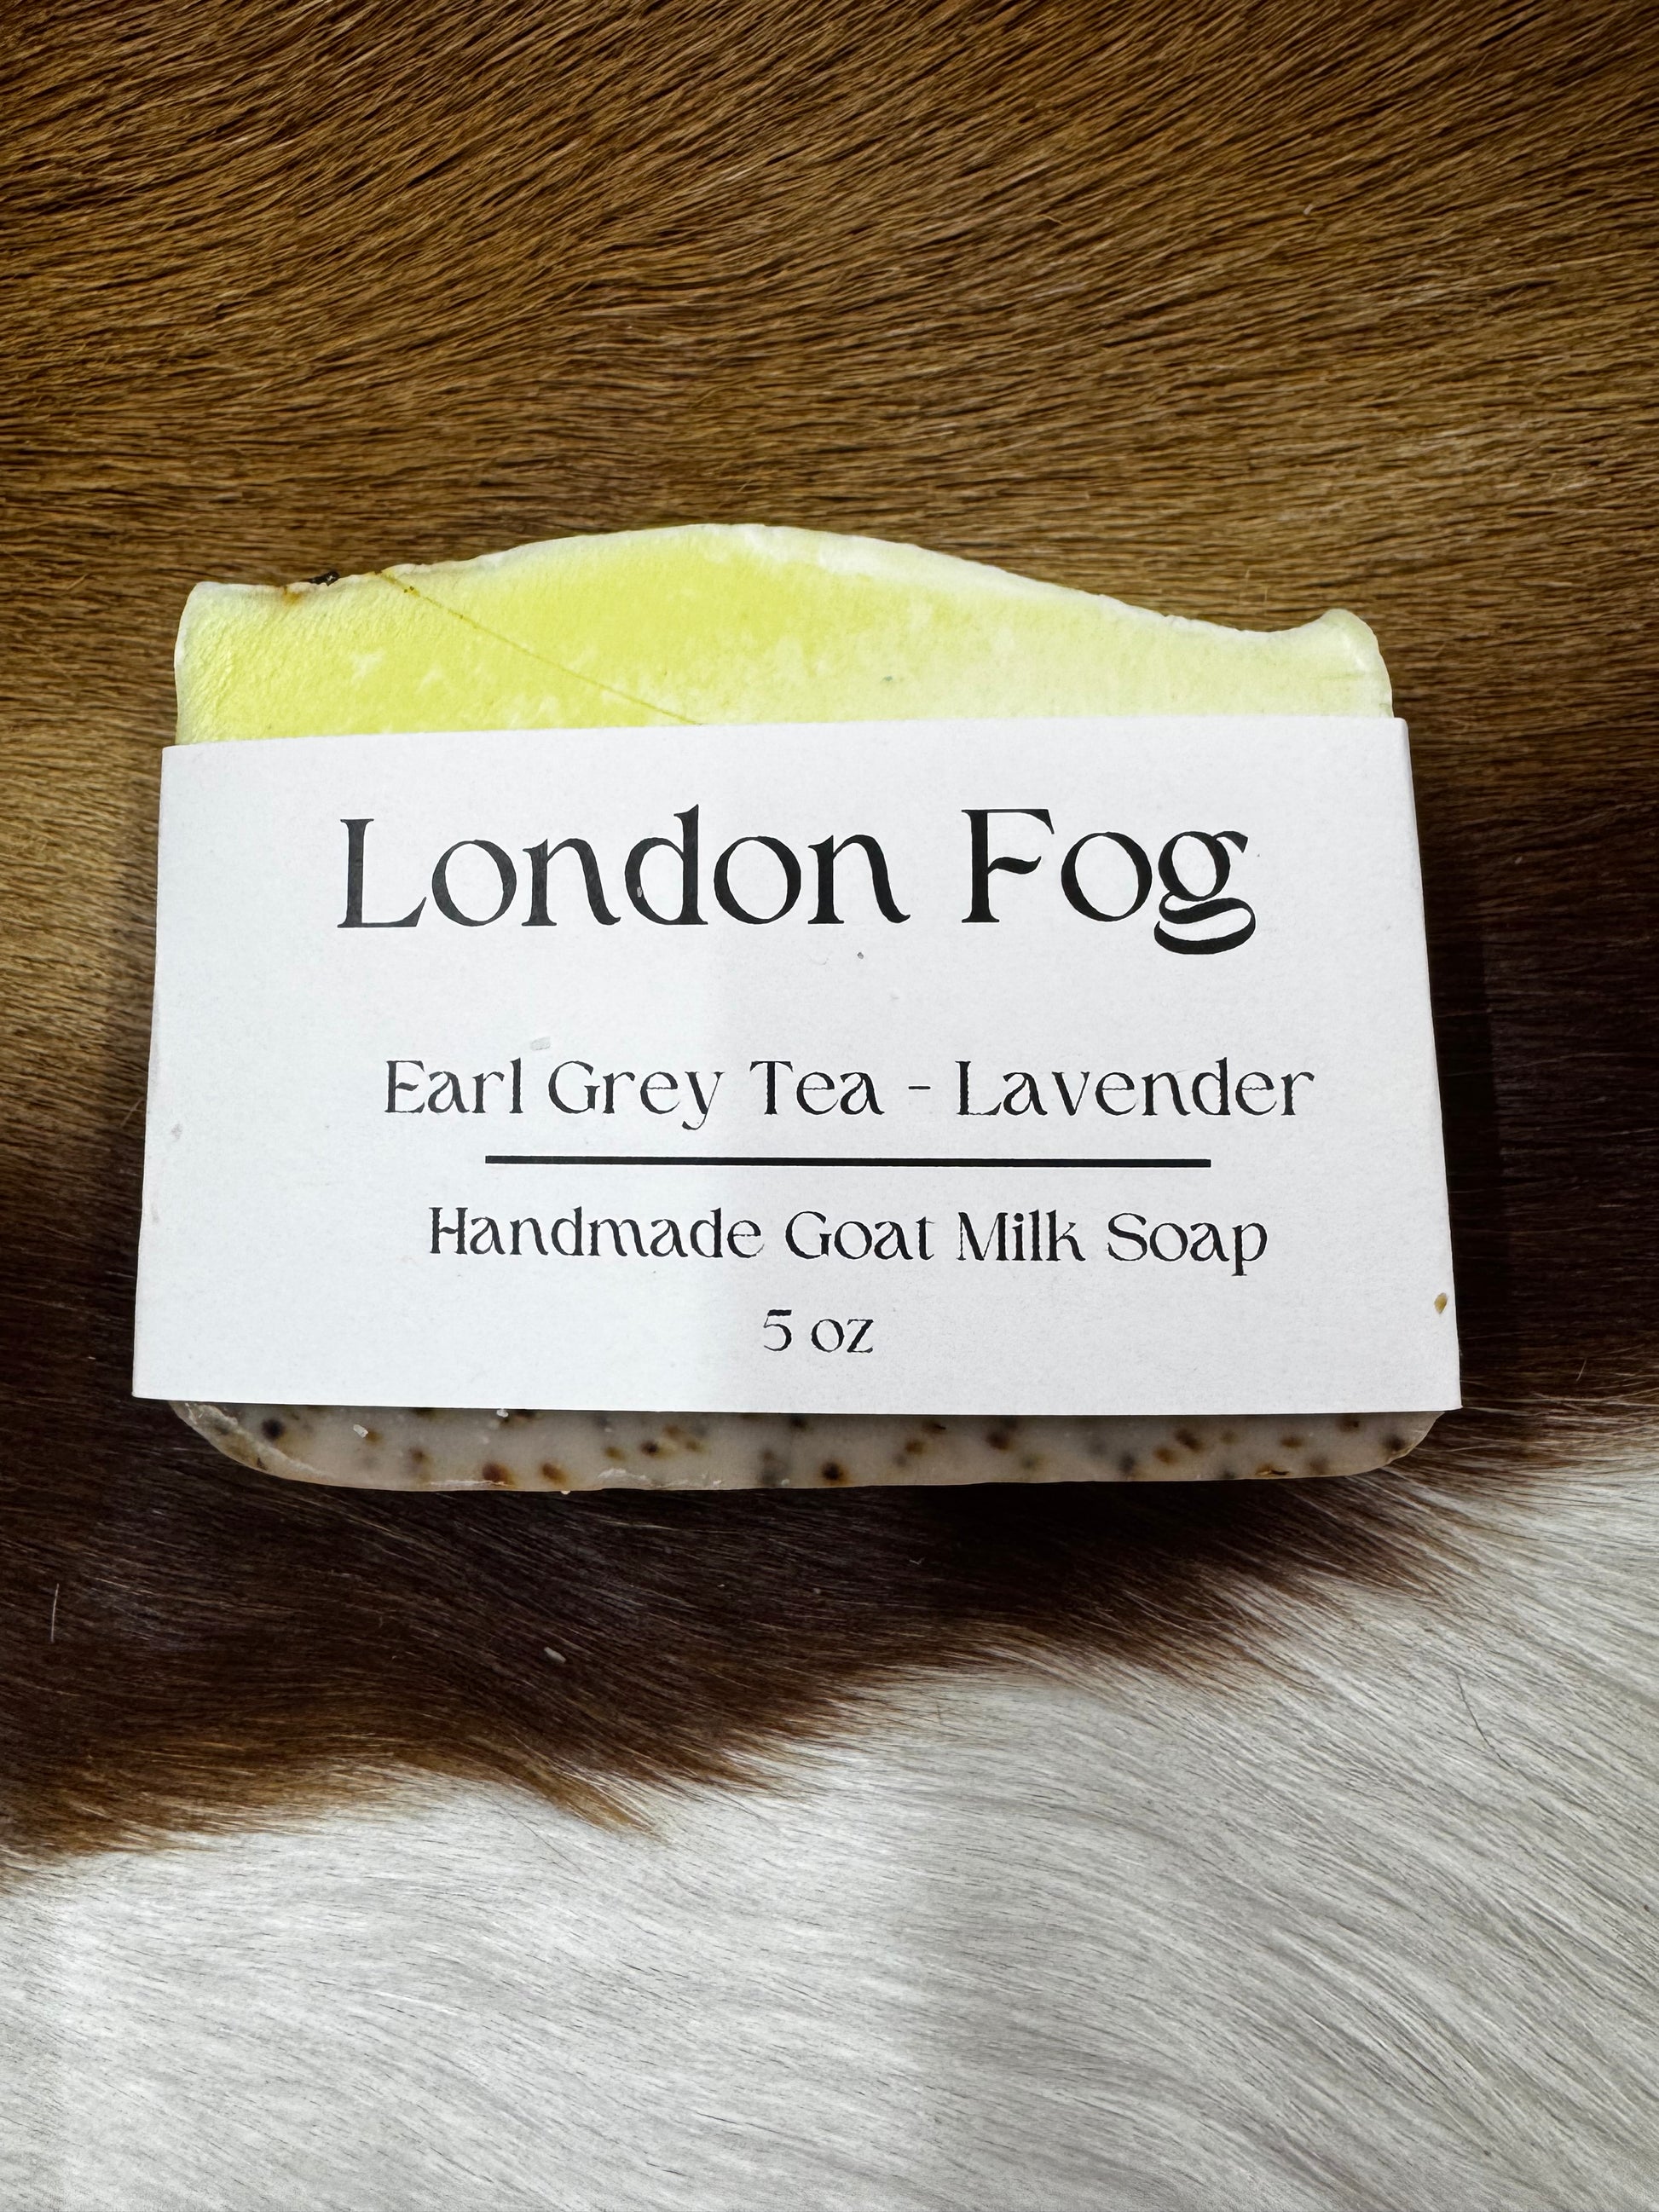 London Fog
Earl Grey Tea - Lavender
Handmade Goat Milk Soap
5 oz